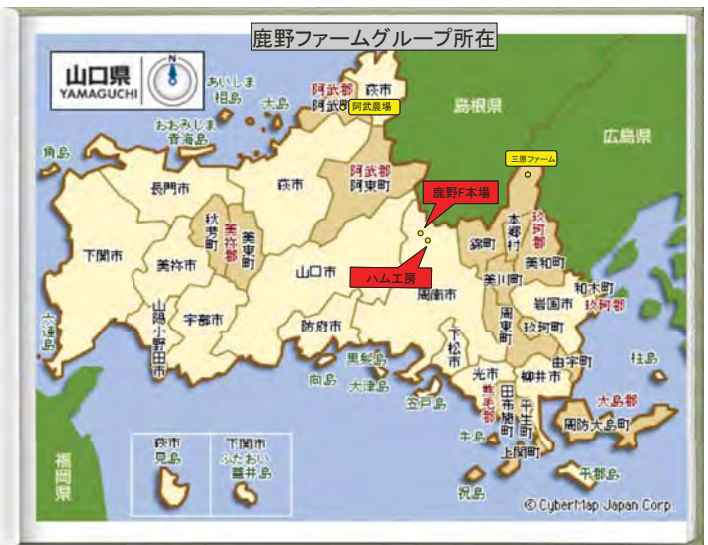 鹿野ファームグループ所在
山口県
YAMAGUCHI
N
あいしま
相島
大島
おおみじま
青海島
角島
阿武郡
阿武町
萩市
阿武農場
島根県
広島県
三原ファーム
長門市
萩市
阿武郡
阿東町
鹿野F本場
秋芳町
美祢郡
美東町
錦町
本郷村
玖珂郡
美和町
下関市
美祢市
山口市
ハム工房
周南市
美川町
和木町
玖珂郡
岩国市
六連島
山陽小野田市
宇部市
防府市
周東町
玖珂町
下松市
由宇町
柱島
黒髪島
向島
大津島
笠戸島
光市
熊毛郡
田布施町
平生町
柳井市
大島郡
周防大島町
牛島
上関町
祝島
平郡島
福岡県
萩市
見島
下関市
ふたおい
蓋井島
© CyberMap Japan Corp.